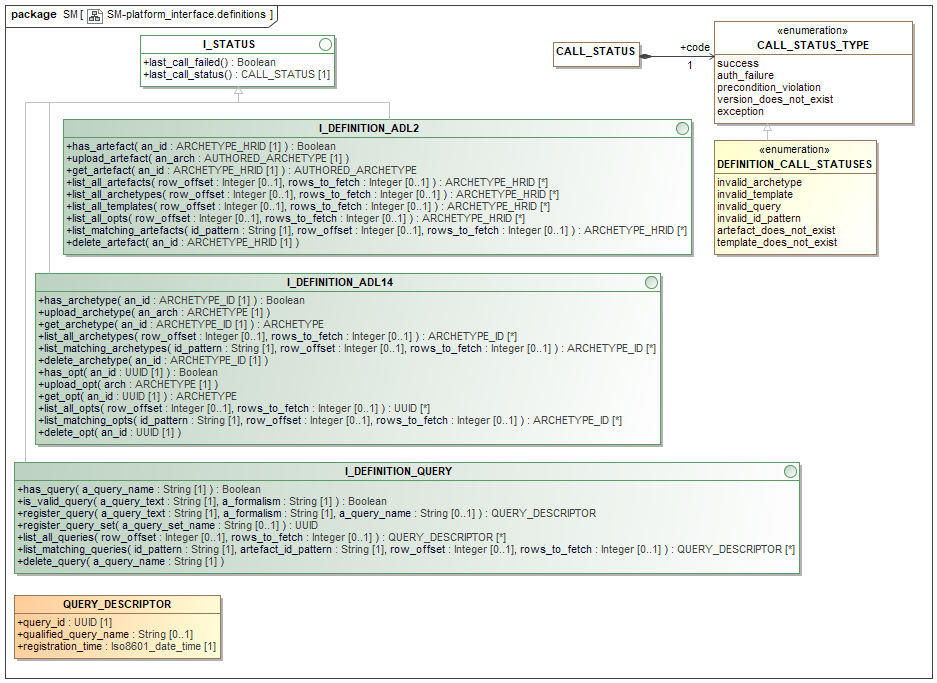 package SM [ SM-platform_interface.definitions ]
I_STATUS
+last_call_failed() : Boolean
+last_call_status() : CALL_STATUS [1]
CALL_STATUS
+code
1
«enumeration»
CALL_STATUS_TYPE
success
auth_failure
precondition_violation
version_does_not_exist
exception
«enumeration»
DEFINITION_CALL_STATUSES
invalid_archetype
invalid_template
invalid_query
invalid_id_pattern
artefact_does_not_exist
template_does_not_exist
I_DEFINITION_ADL2
+has_artefact( an_id : ARCHETYPE_HRID [1] ) : Boolean
+upload_artefact( an_arch : AUTHORED_ARCHETYPE [1] )
+get_artefact( an_id : ARCHETYPE_HRID [1] ) : AUTHORED_ARCHETYPE
+list_all_artefacts( row_offset : Integer [0..1], rows_to_fetch : Integer [0..1] ) : ARCHETYPE_HRID [*]
+list_all_archetypes( row_offset : Integer [0..1], rows_to_fetch : Integer [0..1] ) : ARCHETYPE_HRID [*]
+list_all_templates( row_offset : Integer [0..1], rows_to_fetch : Integer [0..1] ) : ARCHETYPE_HRID [*]
+list_all_opts( row_offset : Integer [0..1], rows_to_fetch : Integer [0..1] ) : ARCHETYPE_HRID [*]
+list_matching_artefacts( id_pattern : String [1], row_offset : Integer [0..1], rows_to_fetch : Integer [0..1] ) : ARCHETYPE_HRID [*]
+delete_artefact( an_id : ARCHETYPE_HRID [1] )
I_DEFINITION_ADL14
+has_archetype( an_id : ARCHETYPE_ID [1] ) : Boolean
+upload_archetype( an_arch : ARCHETYPE [1] )
+get_archetype( an_id : ARCHETYPE_ID [1] ) : ARCHETYPE
+list_all_archetypes( row_offset : Integer [0..1], rows_to_fetch : Integer [0..1] ) : ARCHETYPE_ID [*]
+list_matching_archetypes( id_pattern : String [1], row_offset : Integer [0..1], rows_to_fetch : Integer [0..1] ) : ARCHETYPE_ID [*]
+delete_archetype( an_id : ARCHETYPE_ID [1] )
+has_opt( an_id : UUID [1] ) : Boolean
+upload_opt( arch : ARCHETYPE [1] )
+get_opt( an_id : UUID [1] ) : ARCHETYPE
+list_all_opts( row_offset : Integer [0..1], rows_to_fetch : Integer [0..1] ) : UUID [*]
+list_matching_opts( id_pattern : String [1], row_offset : Integer [0..1], rows_to_fetch : Integer [0..1] ) : ARCHETYPE_ID [*]
+delete_opt( an_id : UUID [1] )
I_DEFINITION_QUERY
+has_query( a_query_name : String [1] ) : Boolean
+is_valid_query( a_query_text : String [1], a_formalism : String [1] ) : Boolean
+register_query( a_query_text : String [1], a_formalism : String [1], a_query_name : String [0..1] ) : QUERY_DESCRIPTOR
+register_query_set( a_query_set_name : String [0..1] ) : UUID
+list_all_queries( row_offset : Integer [0..1], rows_to_fetch : Integer [0..1] ) : QUERY_DESCRIPTOR [*]
+list_matching_queries( id_pattern : String [1], artefact_id_pattern : String [1], row_offset : Integer [0..1], rows_to_fetch : Integer [0..1] ) : QUERY_DESCRIPTOR [*]
+delete_query( a_query_name : String [1] )
QUERY_DESCRIPTOR
+query_id : UUID [1]
+qualified_query_name : String [0..1]
+registration_time : Iso8601_date_time [1]